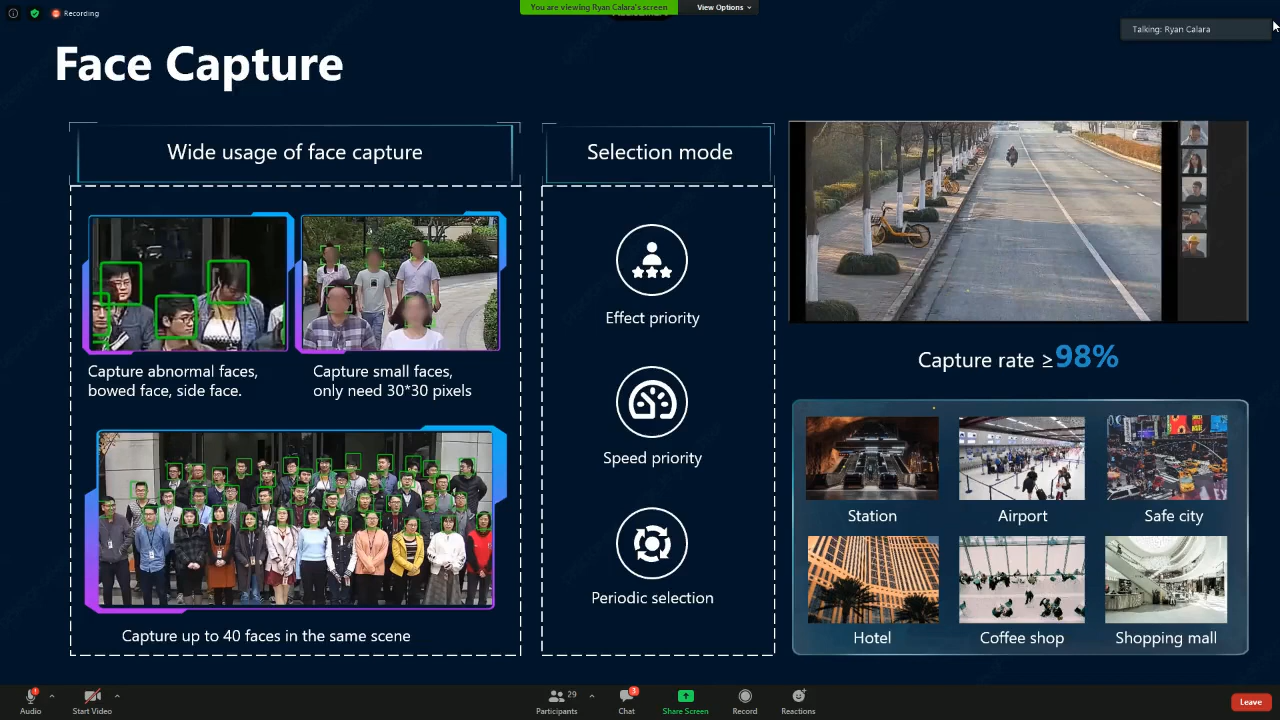 Recording
You are viewing Ryan Calara's screen
View Options
Talking: Ryan Calara
Face Capture
Wide usage of face capture
Selection mode
Capture abnormal faces,
bowed face, side face.
Capture small faces,
only need 30*30 pixels
Capture up to 40 faces in the same scene
Effect priority
Speed priority
Periodic selection
Capture rate ≥98%
Station
Airport
Safe city
Hotel
Coffee shop
Shopping mall
Audio
Start Video
29
Participants
3
Chat
Share Screen
Record
Reactions
Leave